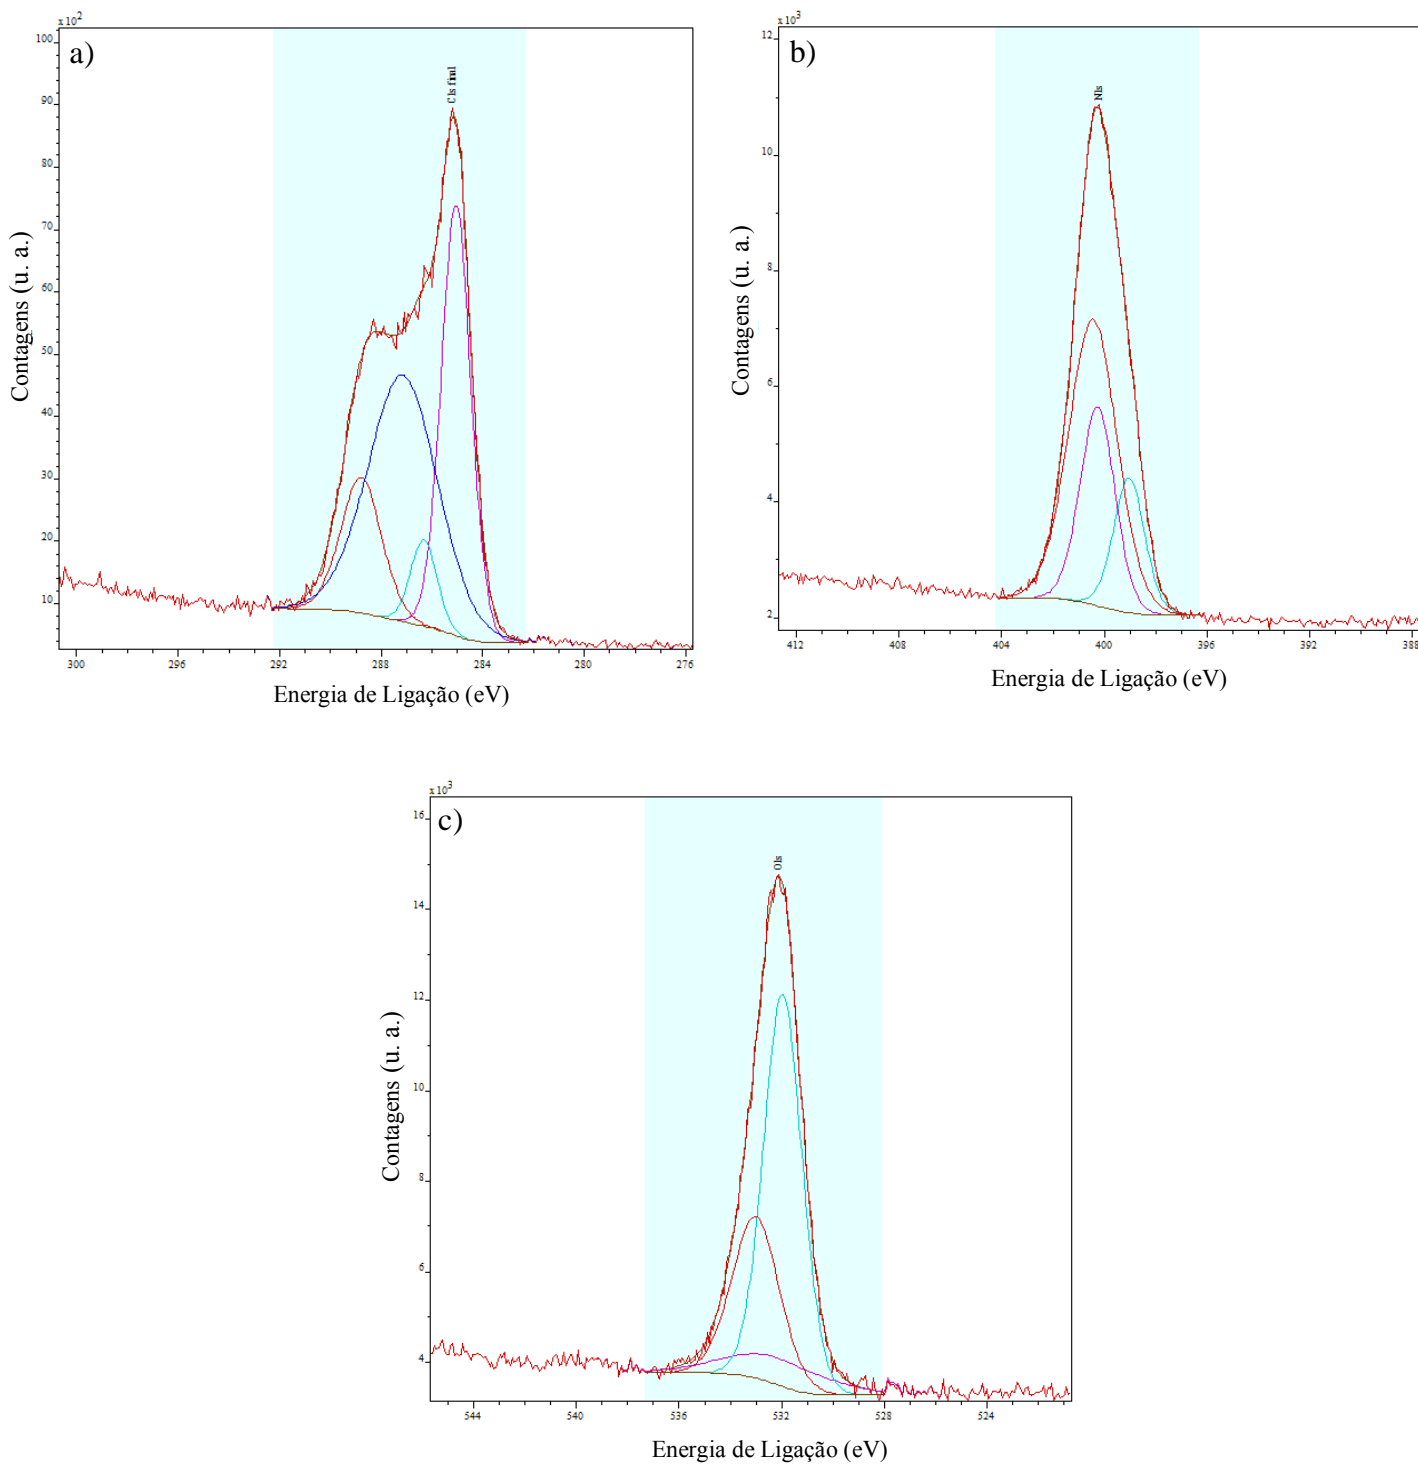 x 10²
a)
C1s final
100
90
80
70
60
50
40
30
20
10
Contagens (u. a.)
300 296 292 288 284 280 276
Energia de Ligação (eV)
x 10³
b)
N1s
12
10
8
6
4
2
Contagens (u. a.)
412 408 404 400 396 392 388
Energia de Ligação (eV)
x 10³
c)
O1s
16
14
12
10
8
6
4
Contagens (u. a.)
544 540 536 532 528 524
Energia de Ligação (eV)